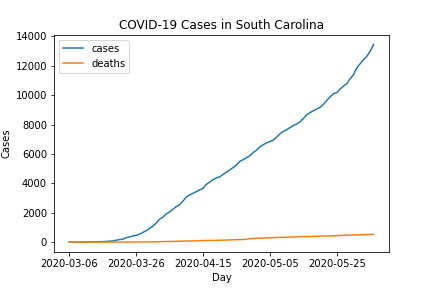 COVID-19 Cases in South Carolina
14000
12000
10000
8000
6000
4000
2000
0
Cases
cases
deaths
2020-03-06 2020-03-26 2020-04-15 2020-05-05 2020-05-25
Day